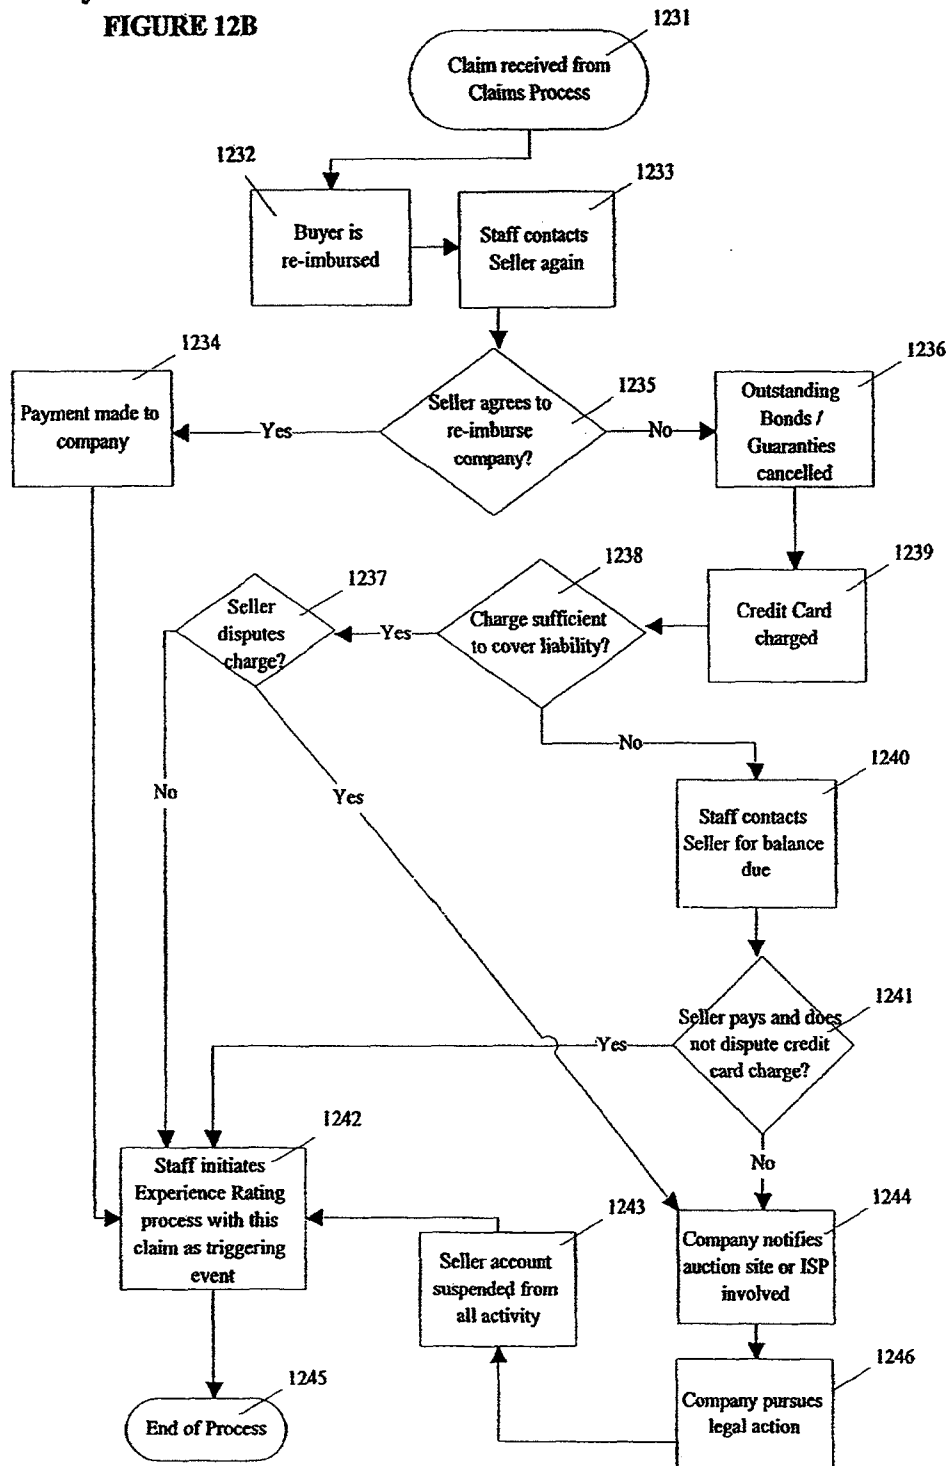 FIGURE 12B
1231
Claim received from
Claims Process
1232
Buyer is
re-imbursed
1233
Staff contacts
Seller again
1234
Payment made to
company
1235
Seller agrees to
re-imburse
company?
Yes
No
1236
Outstanding
Bonds /
Guaranties
cancelled
1237
Seller
disputes
charge?
Yes
1238
Charge sufficient
to cover liability?
1239
Credit Card
charged
No
No
Yes
1240
Staff contacts
Seller for balance
due
1241
Seller pays and does
not dispute credit
card charge?
Yes
No
1242
Staff initiates
Experience Rating
process with this
claim as triggering
event
1243
Seller account
suspended from
all activity
1244
Company notifies
auction site or ISP
involved
1245
End of Process
1246
Company pursues
legal action